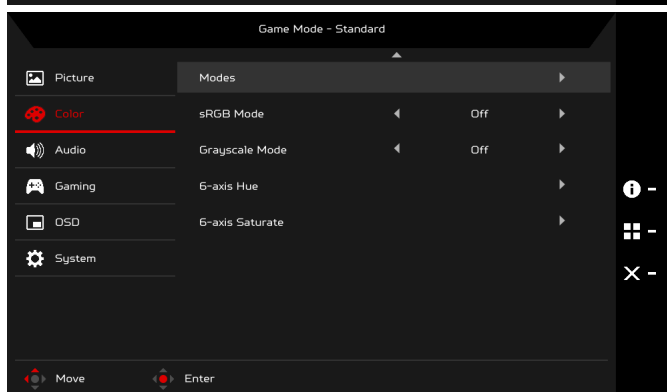 Game Mode - Standard
Picture
Modes
Color
sRGB Mode
Off
Audio
Grayscale Mode
Off
Gaming
6-axis Hue
OSD
6-axis Saturate
System
Move
Enter